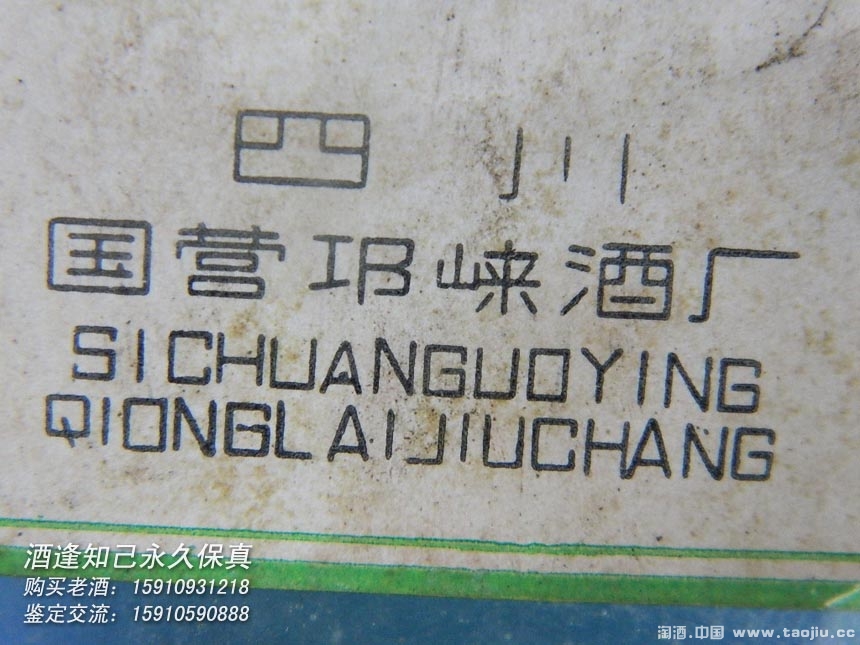 四川
国营邛崃酒厂
SICHUANGUOYING
QIONGLAIJIUCHANG
酒逢知己永久保真
购买老酒：15910931218
鉴定交流：15910590888
淘酒.中国 www.taojiu.cc